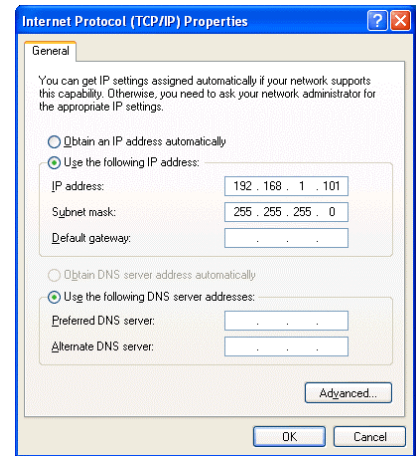 Internet Protocol (TCP/IP) Properties
General
You can get IP settings assigned automatically if your network supports
this capability. Otherwise, you need to ask your network administrator for
the appropriate IP settings.
Obtain an IP address automatically
Use the following IP address:
IP address: 192 . 168 . 1 . 101
Subnet mask: 255 . 255 . 255 . 0
Default gateway: . . .
Obtain DNS server address automatically
Use the following DNS server addresses:
Preferred DNS server: . . .
Alternate DNS server: . . .
Advanced...
OK Cancel